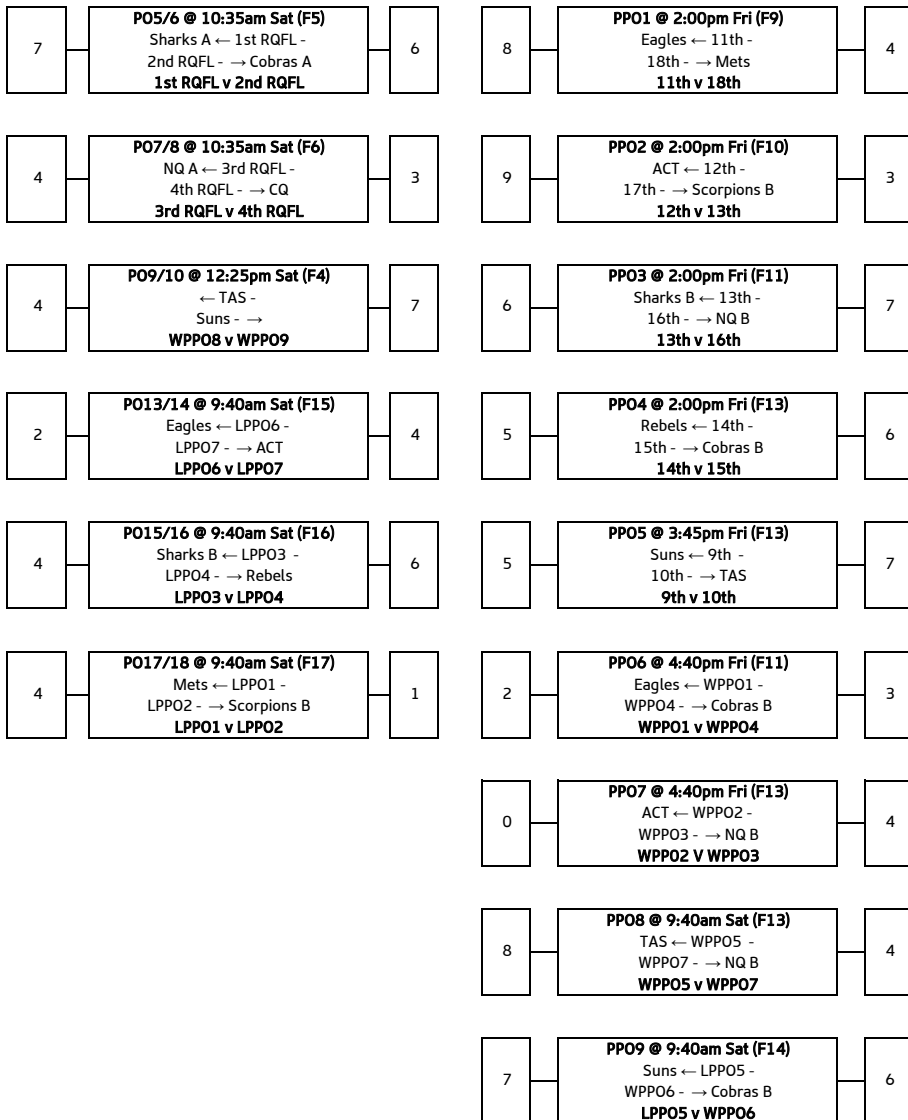 PO5/6 @ 10:35am Sat (F5)
7
Sharks A ← 1st RQFL -
2nd RQFL - → Cobras A
6
1st RQFL v 2nd RQFL
PO7/8 @ 10:35am Sat (F6)
4
NQ A ← 3rd RQFL -
4th RQFL - → CQ
3
3rd RQFL v 4th RQFL
PO9/10 @ 12:25pm Sat (F4)
4
← TAS -
Suns - →
7
WPPO8 v WPPO9
PO13/14 @ 9:40am Sat (F15)
2
Eagles ← LPPO6 -
LPPO7 - → ACT
4
LPPO6 v LPPO7
PO15/16 @ 9:40am Sat (F16)
4
Sharks B ← LPPO3 -
LPPO4 - → Rebels
6
LPPO3 v LPPO4
PO17/18 @ 9:40am Sat (F17)
4
Mets ← LPPO1 -
LPPO2 - → Scorpions B
1
LPPO1 v LPPO2
PPO1 @ 2:00pm Fri (F9)
8
Eagles ← 11th -
18th - → Mets
4
11th v 18th
PPO2 @ 2:00pm Fri (F10)
9
ACT ← 12th -
17th - → Scorpions B
3
12th v 13th
PPO3 @ 2:00pm Fri (F11)
6
Sharks B ← 13th -
16th - → NQ B
7
13th v 16th
PPO4 @ 2:00pm Fri (F13)
5
Rebels ← 14th -
15th - → Cobras B
6
14th v 15th
PPO5 @ 3:45pm Fri (F13)
5
Suns ← 9th -
10th - → TAS
7
9th v 10th
PPO6 @ 4:40pm Fri (F11)
2
Eagles ← WPPO1 -
WPPO4 - → Cobras B
3
WPPO1 v WPPO4
PPO7 @ 4:40pm Fri (F13)
0
ACT ← WPPO2 -
WPPO3 - → NQ B
4
WPPO2 V WPPO3
PPO8 @ 9:40am Sat (F13)
8
TAS ← WPPO5 -
WPPO7 - → NQ B
4
WPPO5 v WPPO7
PPO9 @ 9:40am Sat (F14)
7
Suns ← LPPO5 -
WPPO6 - → Cobras B
6
LPPO5 v WPPO6